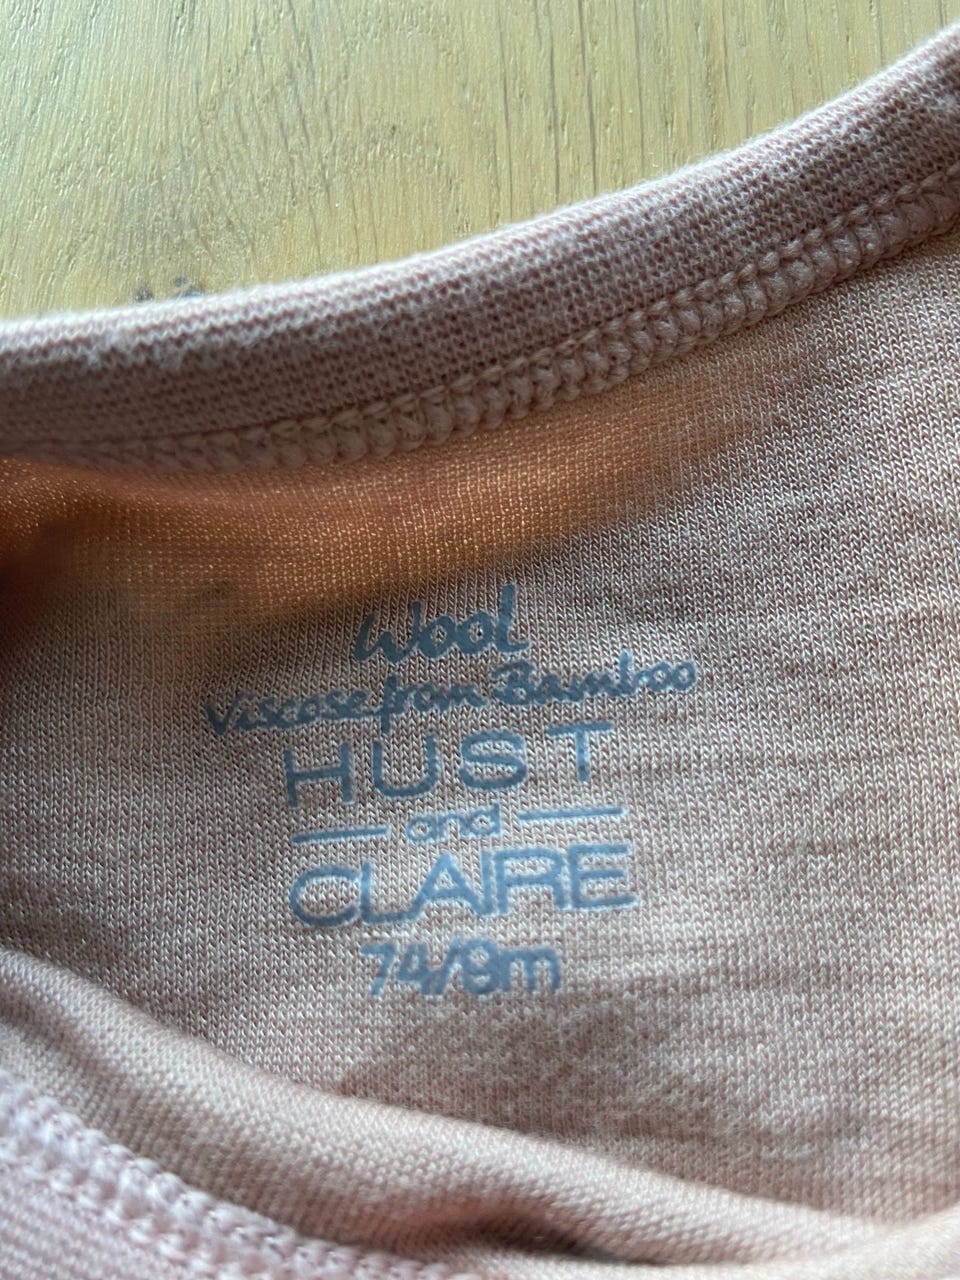 Wool
Viscose from Bamboo
HUST
and
CLAIRE
74/9m